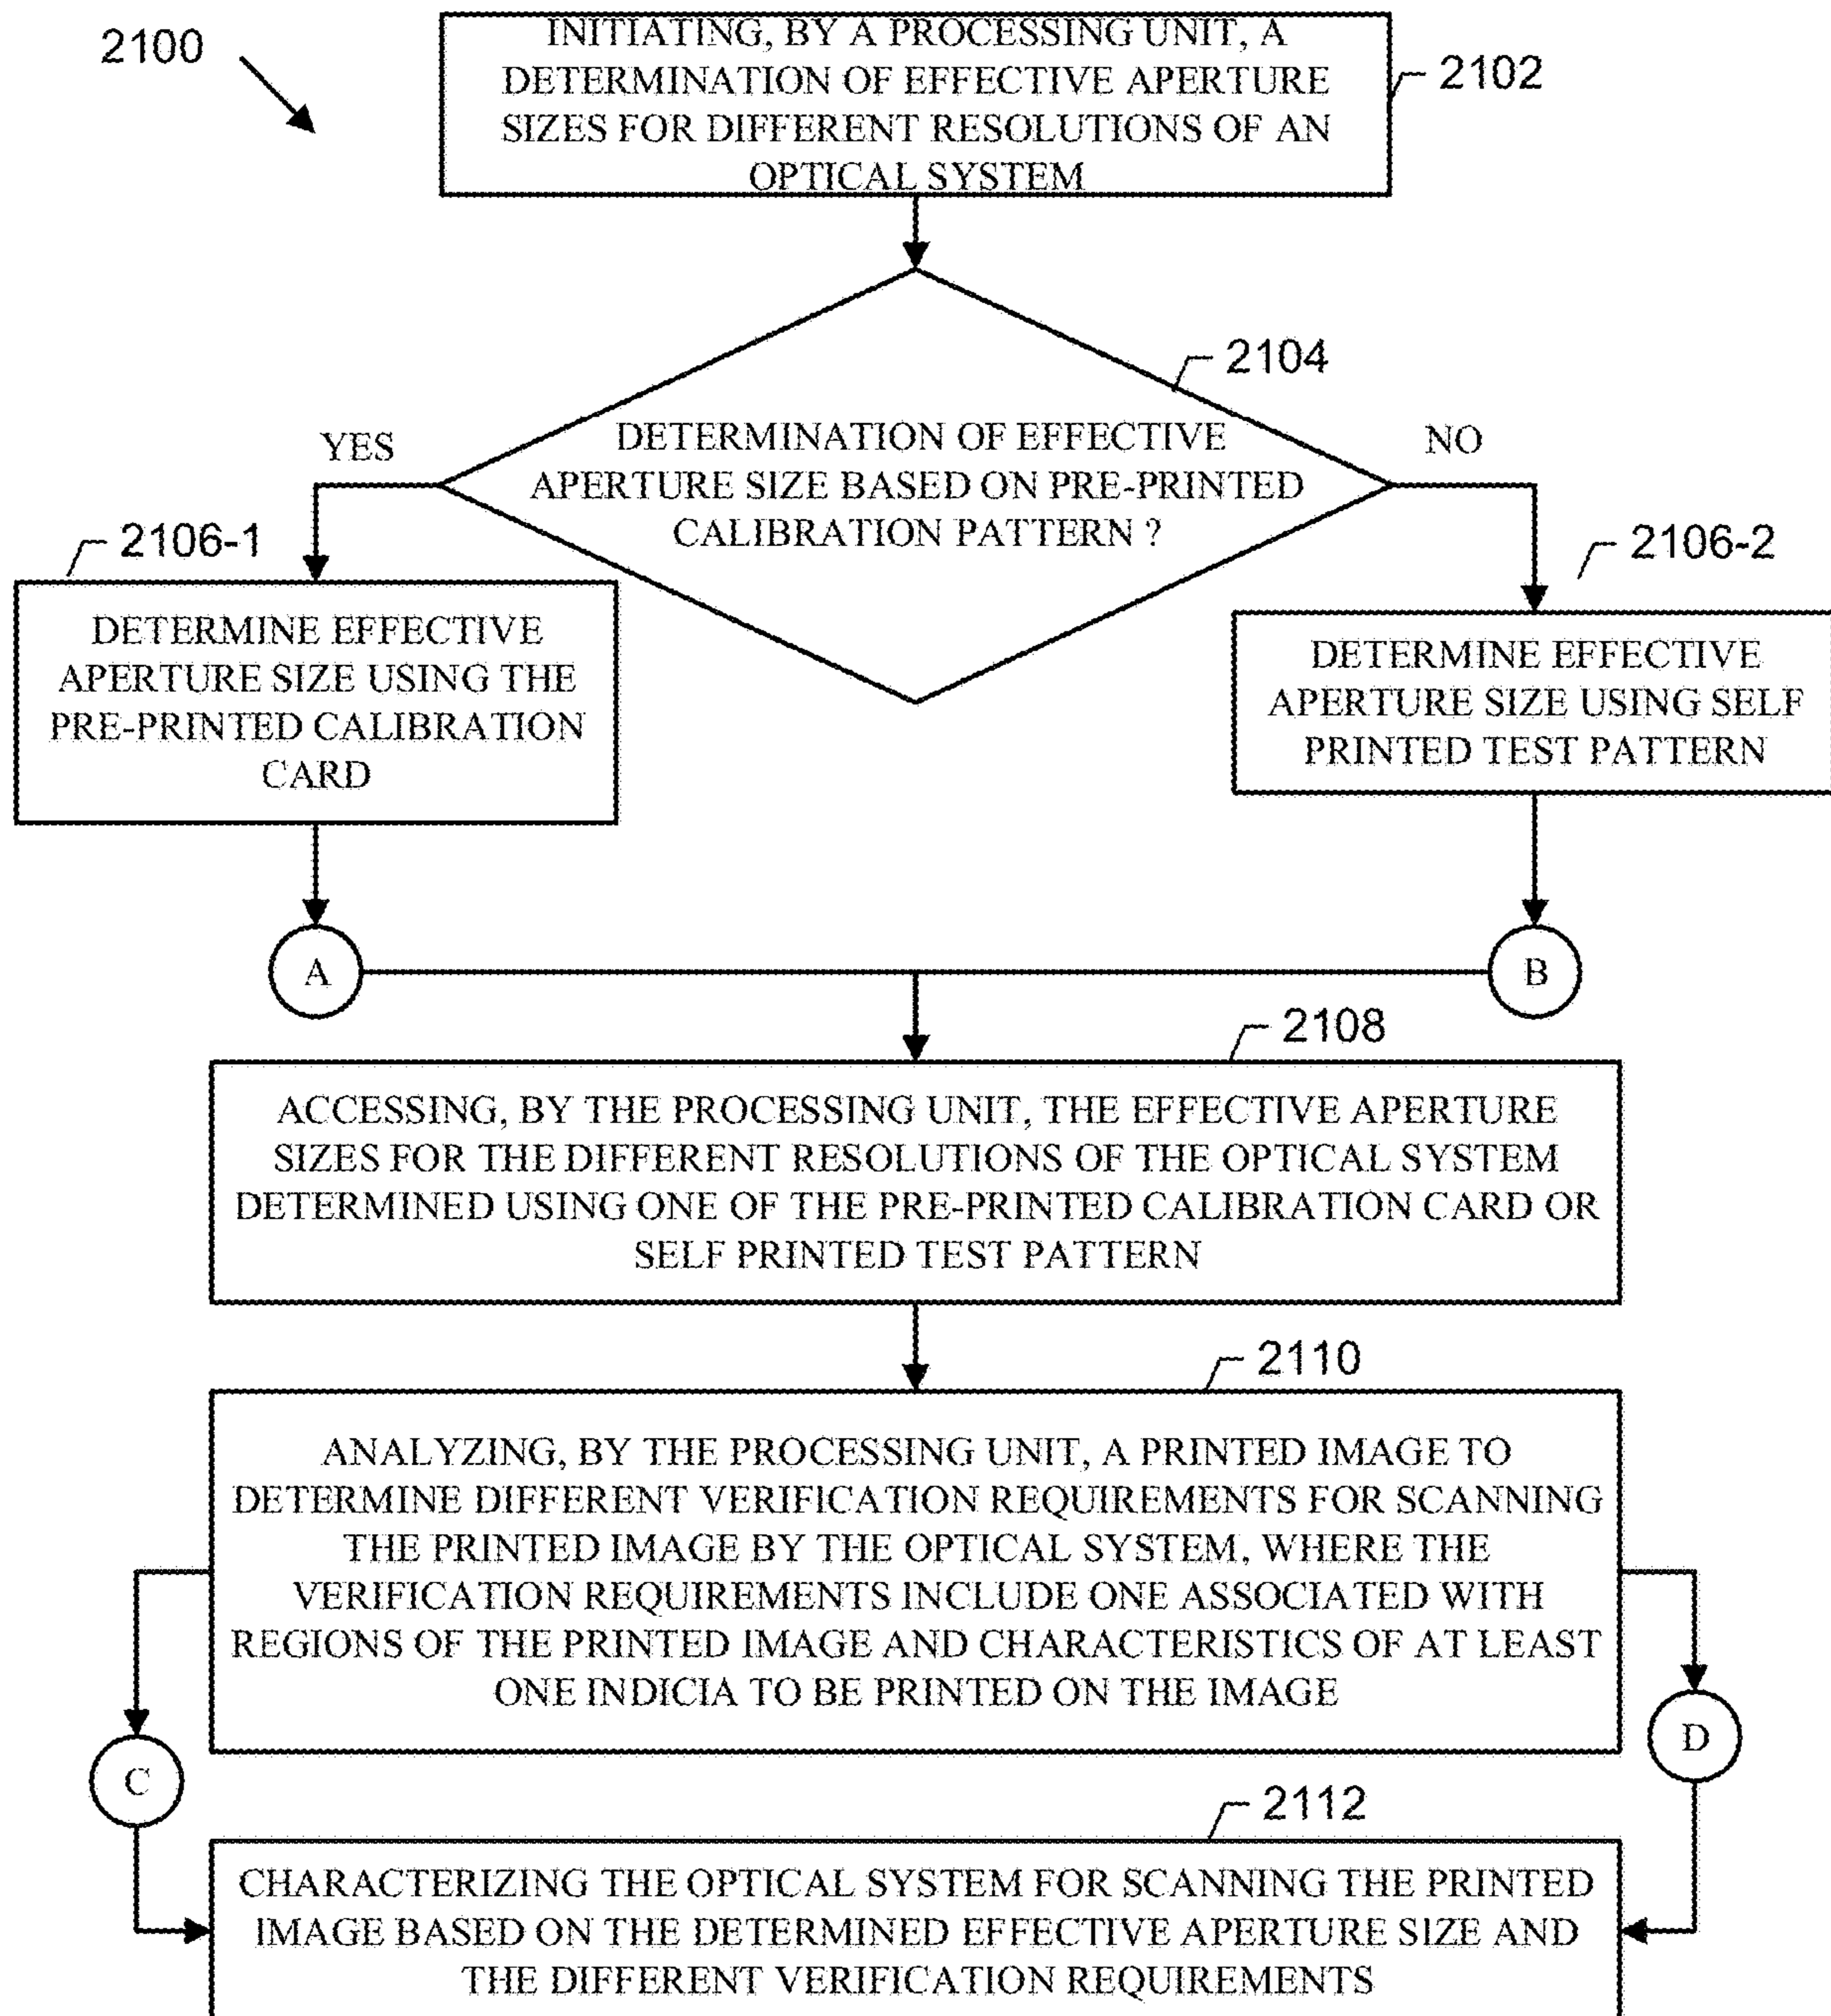 2100
INITIATING, BY A PROCESSING UNIT, A
DETERMINATION OF EFFECTIVE APERTURE
SIZES FOR DIFFERENT RESOLUTIONS OF AN
OPTICAL SYSTEM
2102
2104
DETERMINATION OF EFFECTIVE
APERTURE SIZE BASED ON PRE-PRINTED
CALIBRATION PATTERN ?
YES
NO
2106-1
DETERMINE EFFECTIVE
APERTURE SIZE USING THE
PRE-PRINTED CALIBRATION
CARD
2106-2
DETERMINE EFFECTIVE
APERTURE SIZE USING SELF
PRINTED TEST PATTERN
A
B
2108
ACCESSING, BY THE PROCESSING UNIT, THE EFFECTIVE APERTURE
SIZES FOR THE DIFFERENT RESOLUTIONS OF THE OPTICAL SYSTEM
DETERMINED USING ONE OF THE PRE-PRINTED CALIBRATION CARD OR
SELF PRINTED TEST PATTERN
2110
ANALYZING, BY THE PROCESSING UNIT, A PRINTED IMAGE TO
DETERMINE DIFFERENT VERIFICATION REQUIREMENTS FOR SCANNING
THE PRINTED IMAGE BY THE OPTICAL SYSTEM, WHERE THE
VERIFICATION REQUIREMENTS INCLUDE ONE ASSOCIATED WITH
REGIONS OF THE PRINTED IMAGE AND CHARACTERISTICS OF AT LEAST
ONE INDICIA TO BE PRINTED ON THE IMAGE
C
D
2112
CHARACTERIZING THE OPTICAL SYSTEM FOR SCANNING THE PRINTED
IMAGE BASED ON THE DETERMINED EFFECTIVE APERTURE SIZE AND
THE DIFFERENT VERIFICATION REQUIREMENTS